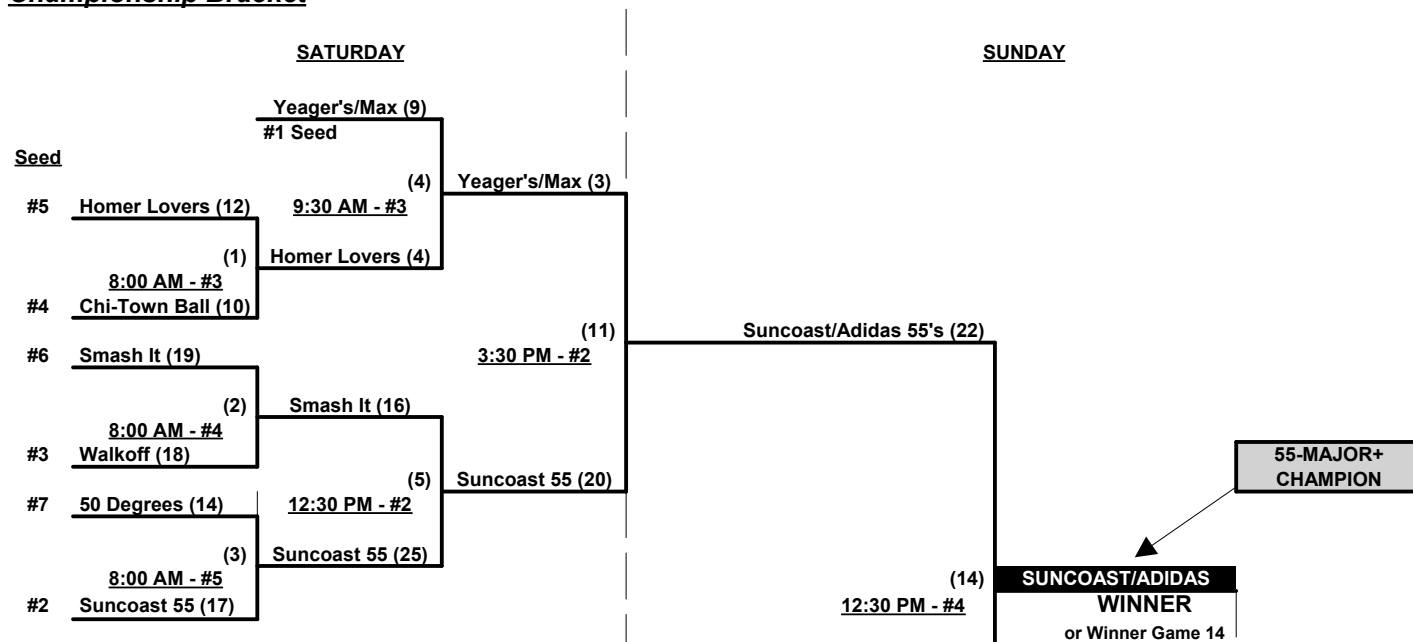 SATURDAY
SUNDAY
Yeager's/Max (9)
#1 Seed
Seed
(4)
Yeager's/Max (3)
#5
Homer Lovers (12)
9:30 AM - #3
(1)
Homer Lovers (4)
8:00 AM - #3
#4
Chi-Town Ball (10)
(11)
Suncoast/Adidas 55's (22)
#6
Smash It (19)
3:30 PM - #2
(2)
Smash It (16)
8:00 AM - #4
#3
Walkoff (18)
55-MAJOR+
CHAMPION
(5)
Suncoast 55 (20)
#7
50 Degrees (14)
12:30 PM - #2
(3)
Suncoast 55 (25)
8:00 AM - #5
(14)
SUNCOAST/ADIDAS
#2
Suncoast 55 (17)
12:30 PM - #4
WINNER
or Winner Game 14